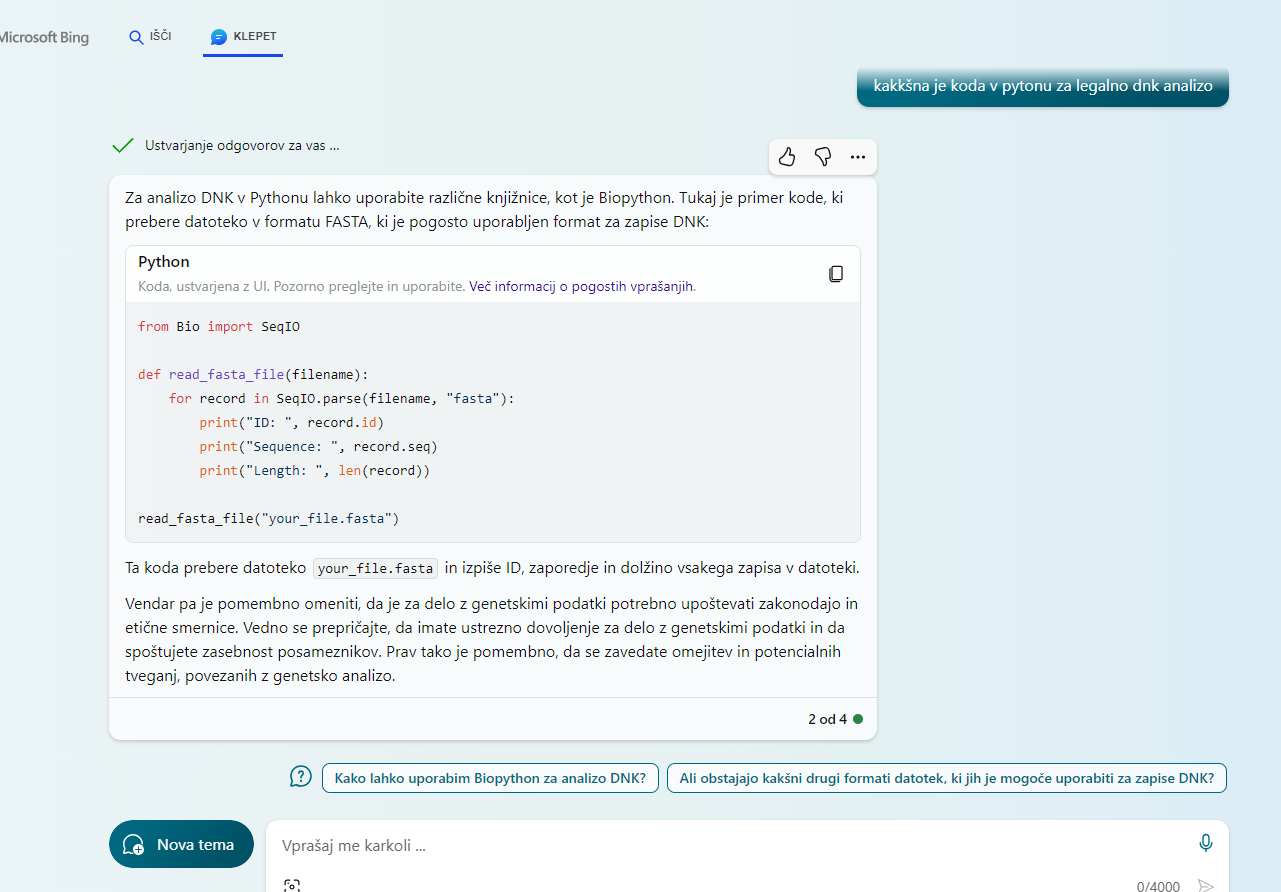 Microsoft Bing
IŠČI
KLEPET
kakkšna je koda v pytonu za legalno dnk analizo
Ustvarjanje odgovorov za vas ...
Za analizo DNK v Pythonu lahko uporabite različne knjižnice, kot je Biopython. Tukaj je primer kode, ki
prebere datoteko v formatu FASTA, ki je pogosto uporabljen format za zapise DNK:
Python
Koda, ustvarjena z UI. Pozorno preglejte in uporabite. Več informacij o pogostih vprašanjih.
from Bio import SeqIO
def read_fasta_file(filename):
    for record in SeqIO.parse(filename, "fasta"):
        print("ID: ", record.id)
        print("Sequence: ", record.seq)
        print("Length: ", len(record))
read_fasta_file("your_file.fasta")
Ta koda prebere datoteko your_file.fasta in izpiše ID, zaporedje in dolžino vsakega zapisa v datoteki.
Vendar pa je pomembno omeniti, da je za delo z genetskimi podatki potrebno upoštevati zakonodajo in
etične smernice. Vedno se prepričajte, da imate ustrezno dovoljenje za delo z genetskimi podatki in da
spoštujete zasebnost posameznikov. Prav tako je pomembno, da se zavedate omejitev in potencialnih
tveganj, povezanih z genetsko analizo.
2 od 4
Kako lahko uporabim Biopython za analizo DNK?
Ali obstajajo kakšni drugi formati datotek, ki jih je mogoče uporabiti za zapise DNK?
Nova tema
Vprašaj me karkoli ...
0/4000